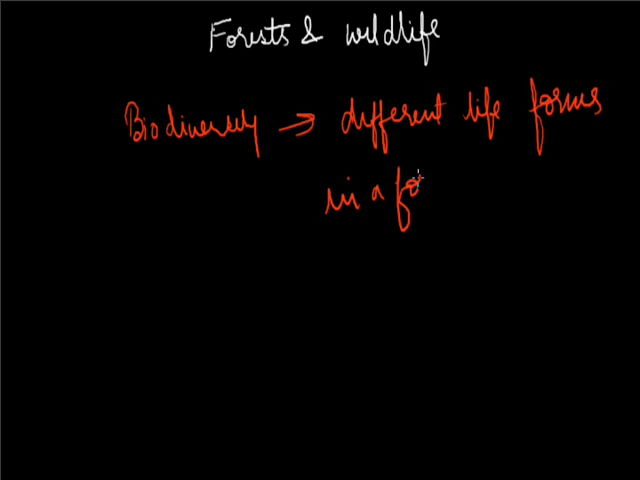 Forests & wildlife
Biodiversity → different life forms
in a fo